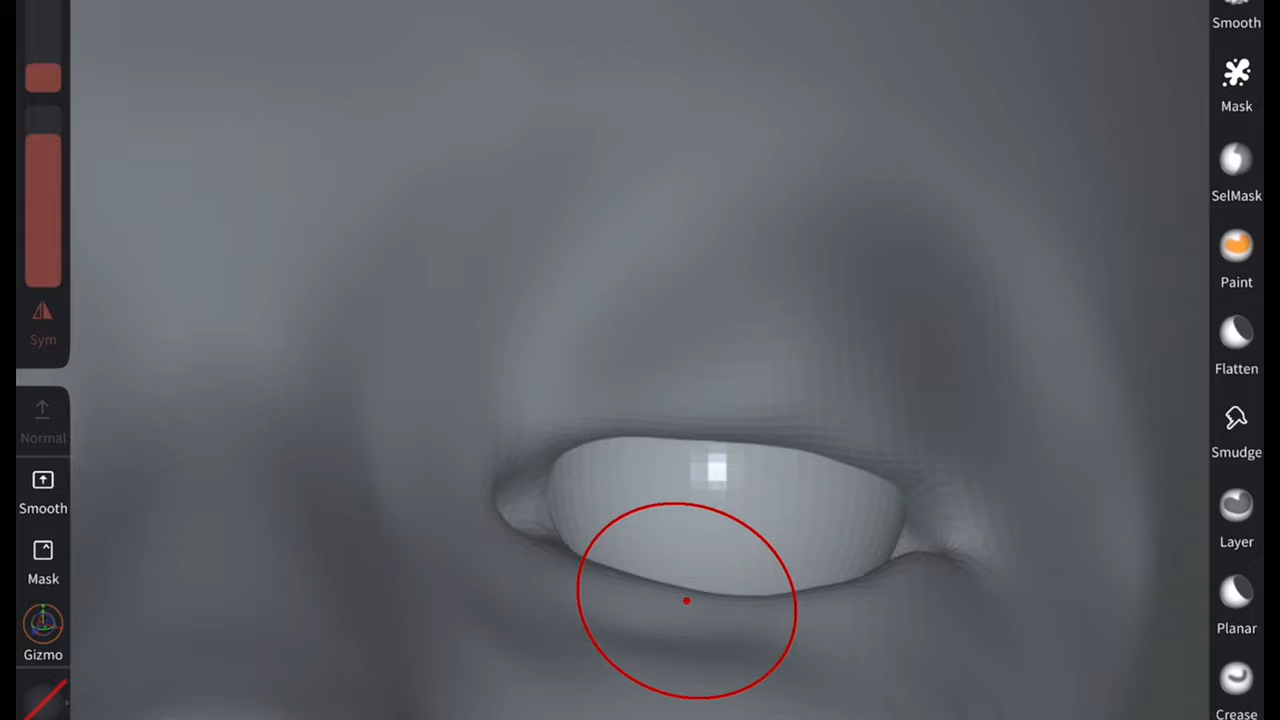 Sym
Normal
Smooth
Mask
Gizmo
Smooth
Mask
SelMask
Paint
Flatten
Smudge
Layer
Planar
Crease